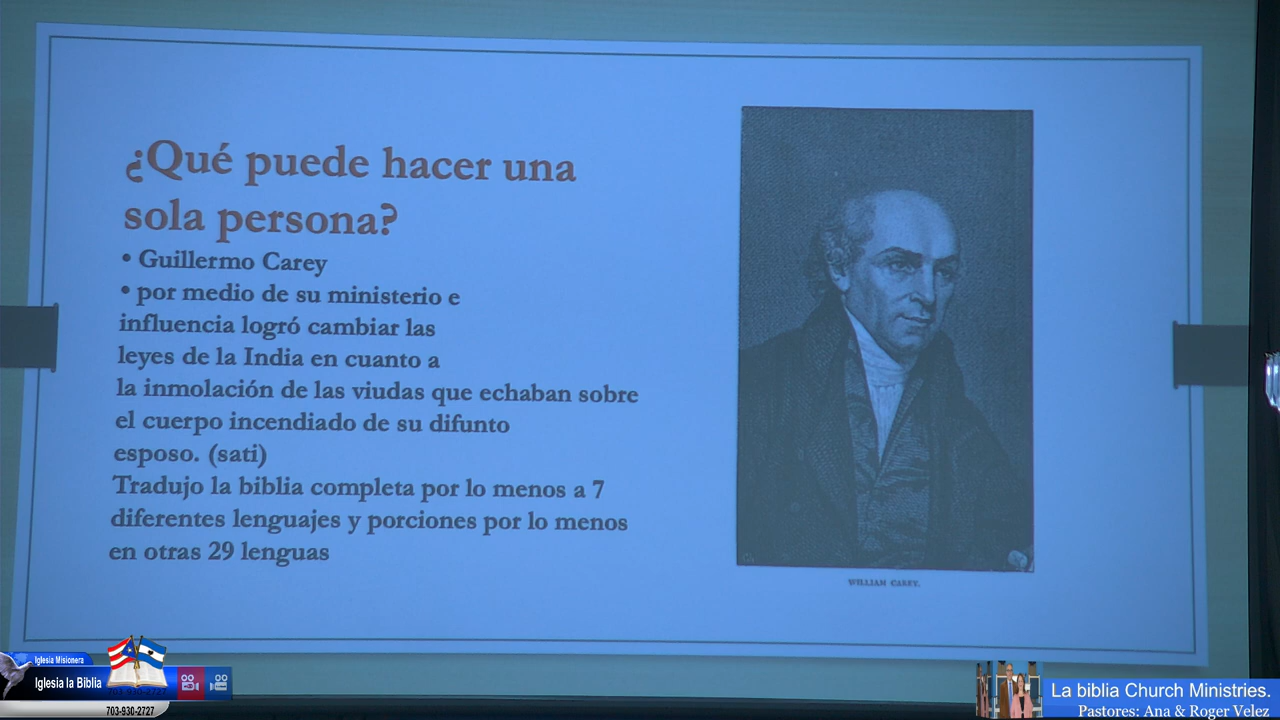 ¿Qué puede hacer una
sola persona?
• Guillermo Carey
• por medio de su ministerio e
influencia logró cambiar las
leyes de la India en cuanto a
la inmolación de las viudas que echaban sobre
el cuerpo incendiado de su difunto
esposo. (sati)
Tradujo la biblia completa por lo menos a 7
diferentes lenguajes y porciones por lo menos
en otras 29 lenguas
WILLIAM CAREY.
Iglesia Misionera
Iglesia la Biblia
703-930-2727
703-930-2727
La biblia Church Ministries.
Pastores: Ana & Roger Velez